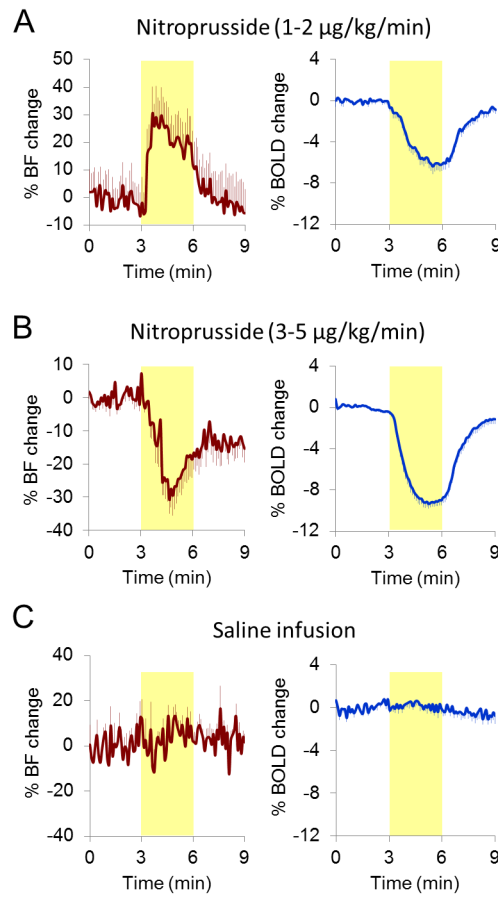 A
Nitroprusside (1-2 µg/kg/min)
50
40
30
20
10
0
-10
% BF change
0 3 6 9
Time (min)
4
0
-4
-8
-12
% BOLD change
0 3 6 9
Time (min)
B
Nitroprusside (3-5 µg/kg/min)
10
0
-10
-20
-30
-40
% BF change
0 3 6 9
Time (min)
4
0
-4
-8
-12
% BOLD change
0 3 6 9
Time (min)
C
Saline infusion
40
20
0
-20
-40
% BF change
0 3 6 9
Time (min)
4
0
-4
-8
-12
% BOLD change
0 3 6 9
Time (min)